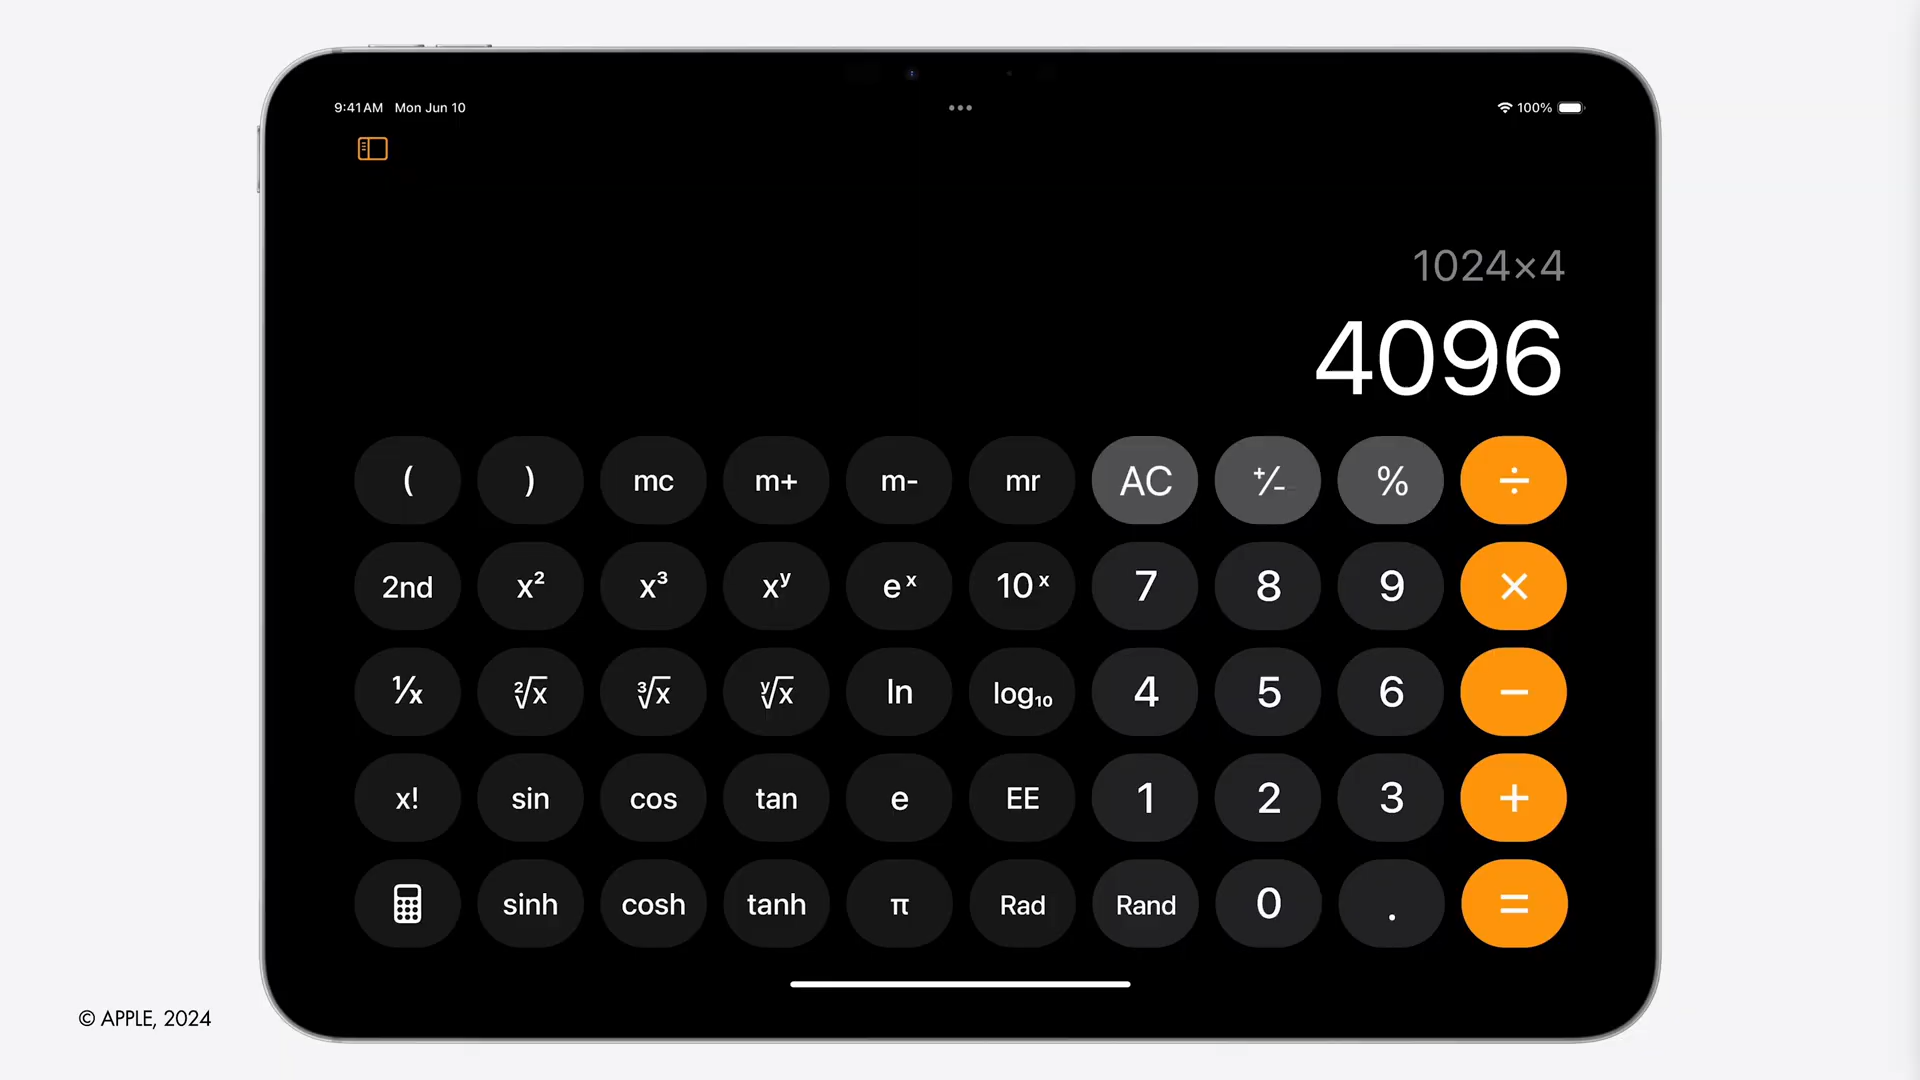 9:41 AM Mon Jun 10
100%
1024×4
4096
( ) mc m+ m- mr AC +/- % ÷
2nd x² x³ xʸ eˣ 10ˣ 7 8 9 ×
1/x ²√x ³√x ʸ√x ln log₁₀ 4 5 6 −
x! sin cos tan e EE 1 2 3 +
sinh cosh tanh π Rad Rand 0 . =
© APPLE, 2024